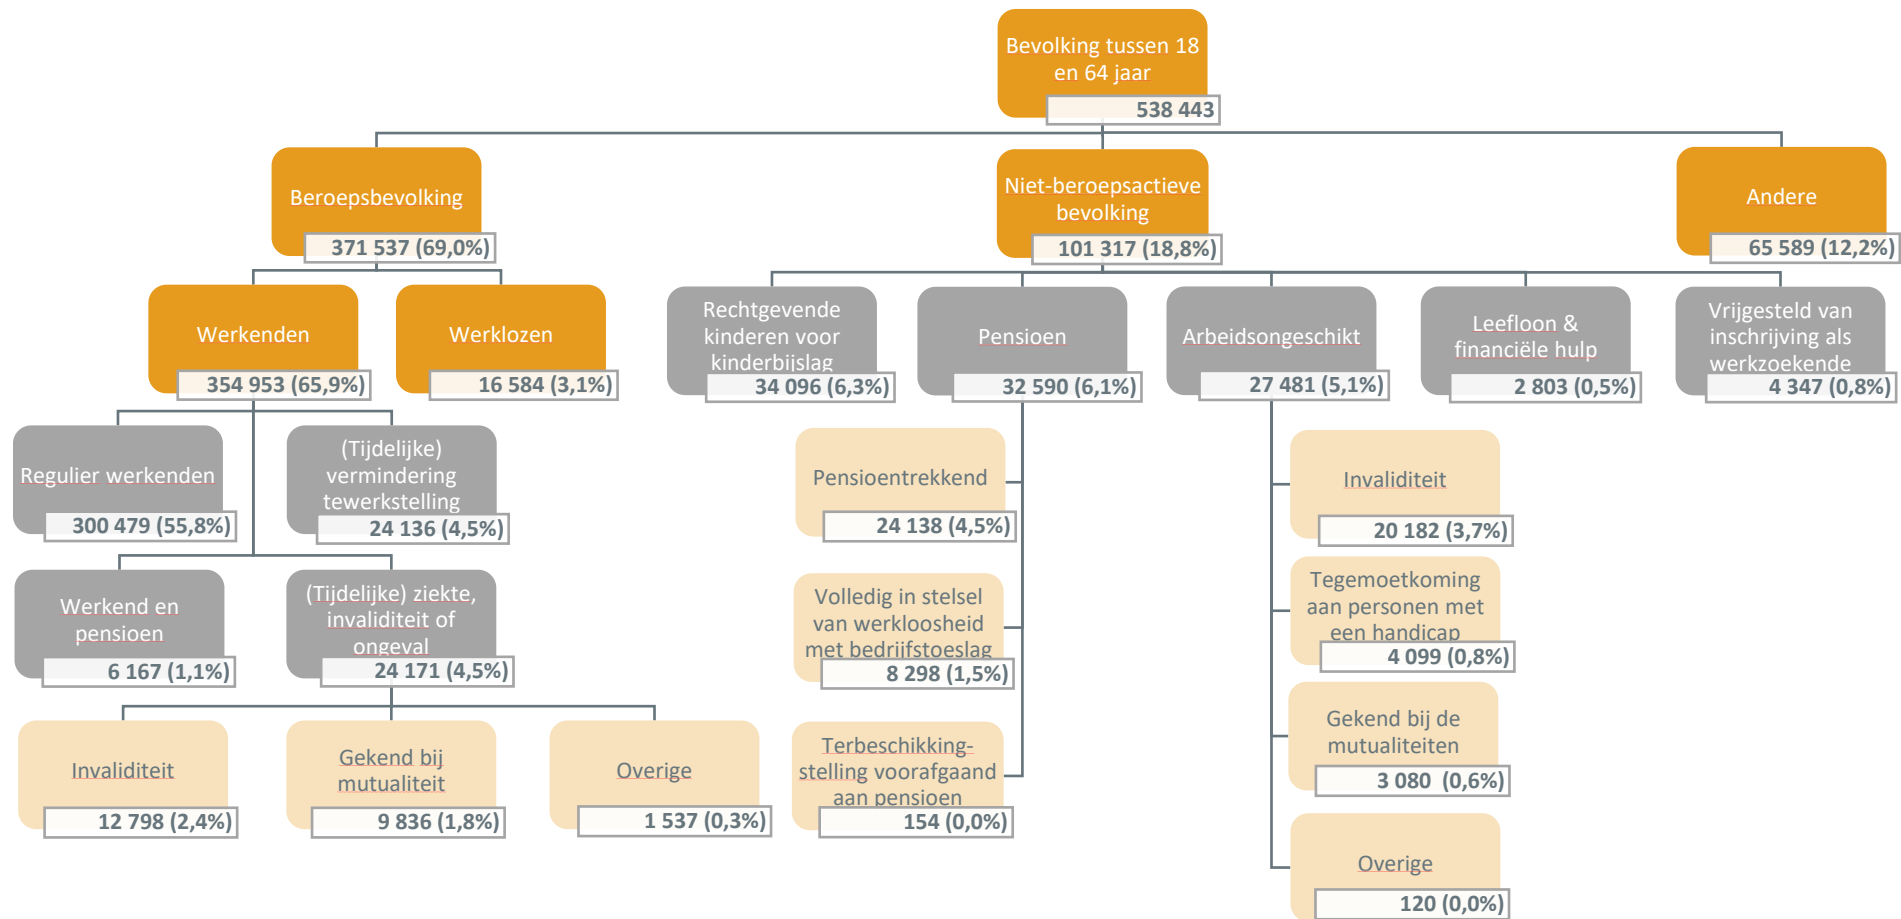 Bevolking tussen 18
en 64 jaar
538 443
Beroepsbevolking
371 537 (69,0%)
Niet-beroepsactieve
bevolking
101 317 (18,8%)
Andere
65 589 (12,2%)
Werkenden
354 953 (65,9%)
Werklozen
16 584 (3,1%)
Rechtgevende
kinderen voor
kinderbijslag
34 096 (6,3%)
Pensioen
32 590 (6,1%)
Arbeidsongeschikt
27 481 (5,1%)
Leefloon &
financiële hulp
2 803 (0,5%)
Vrijgesteld van
inschrijving als
werkzoekende
4 347 (0,8%)
Regulier werkenden
300 479 (55,8%)
(Tijdelijke)
vermindering
tewerkstelling
24 136 (4,5%)
Werkend en
pensioen
6 167 (1,1%)
(Tijdelijke) ziekte,
invaliditeit of
ongeval
24 171 (4,5%)
Invaliditeit
12 798 (2,4%)
Gekend bij
mutualiteit
9 836 (1,8%)
Overige
1 537 (0,3%)
Pensioentrekkend
24 138 (4,5%)
Volledig in stelsel
van werkloosheid
met bedrijfstoeslag
8 298 (1,5%)
Terbeschikking-
stelling voorafgaand
aan pensioen
154 (0,0%)
Invaliditeit
20 182 (3,7%)
Tegemoetkoming
aan personen met
een handicap
4 099 (0,8%)
Gekend bij de
mutualiteiten
3 080 (0,6%)
Overige
120 (0,0%)